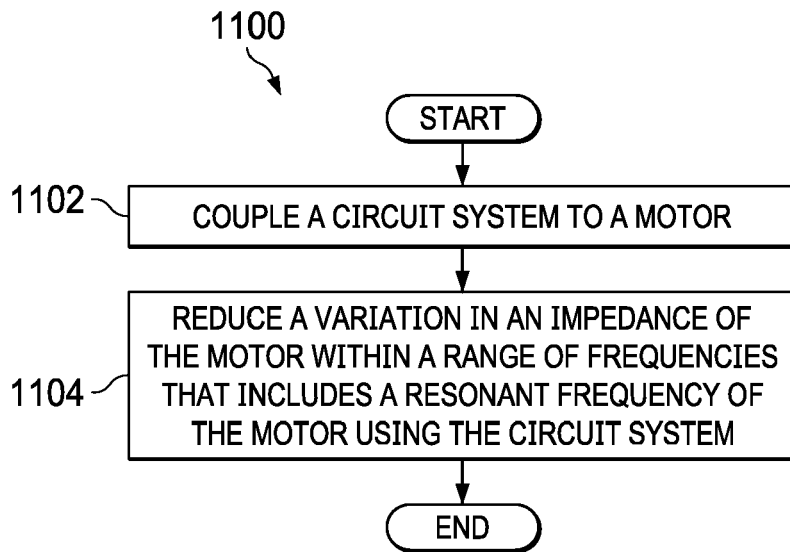 1100
START
1102
COUPLE A CIRCUIT SYSTEM TO A MOTOR
1104
REDUCE A VARIATION IN AN IMPEDANCE OF
THE MOTOR WITHIN A RANGE OF FREQUENCIES
THAT INCLUDES A RESONANT FREQUENCY OF
THE MOTOR USING THE CIRCUIT SYSTEM
END